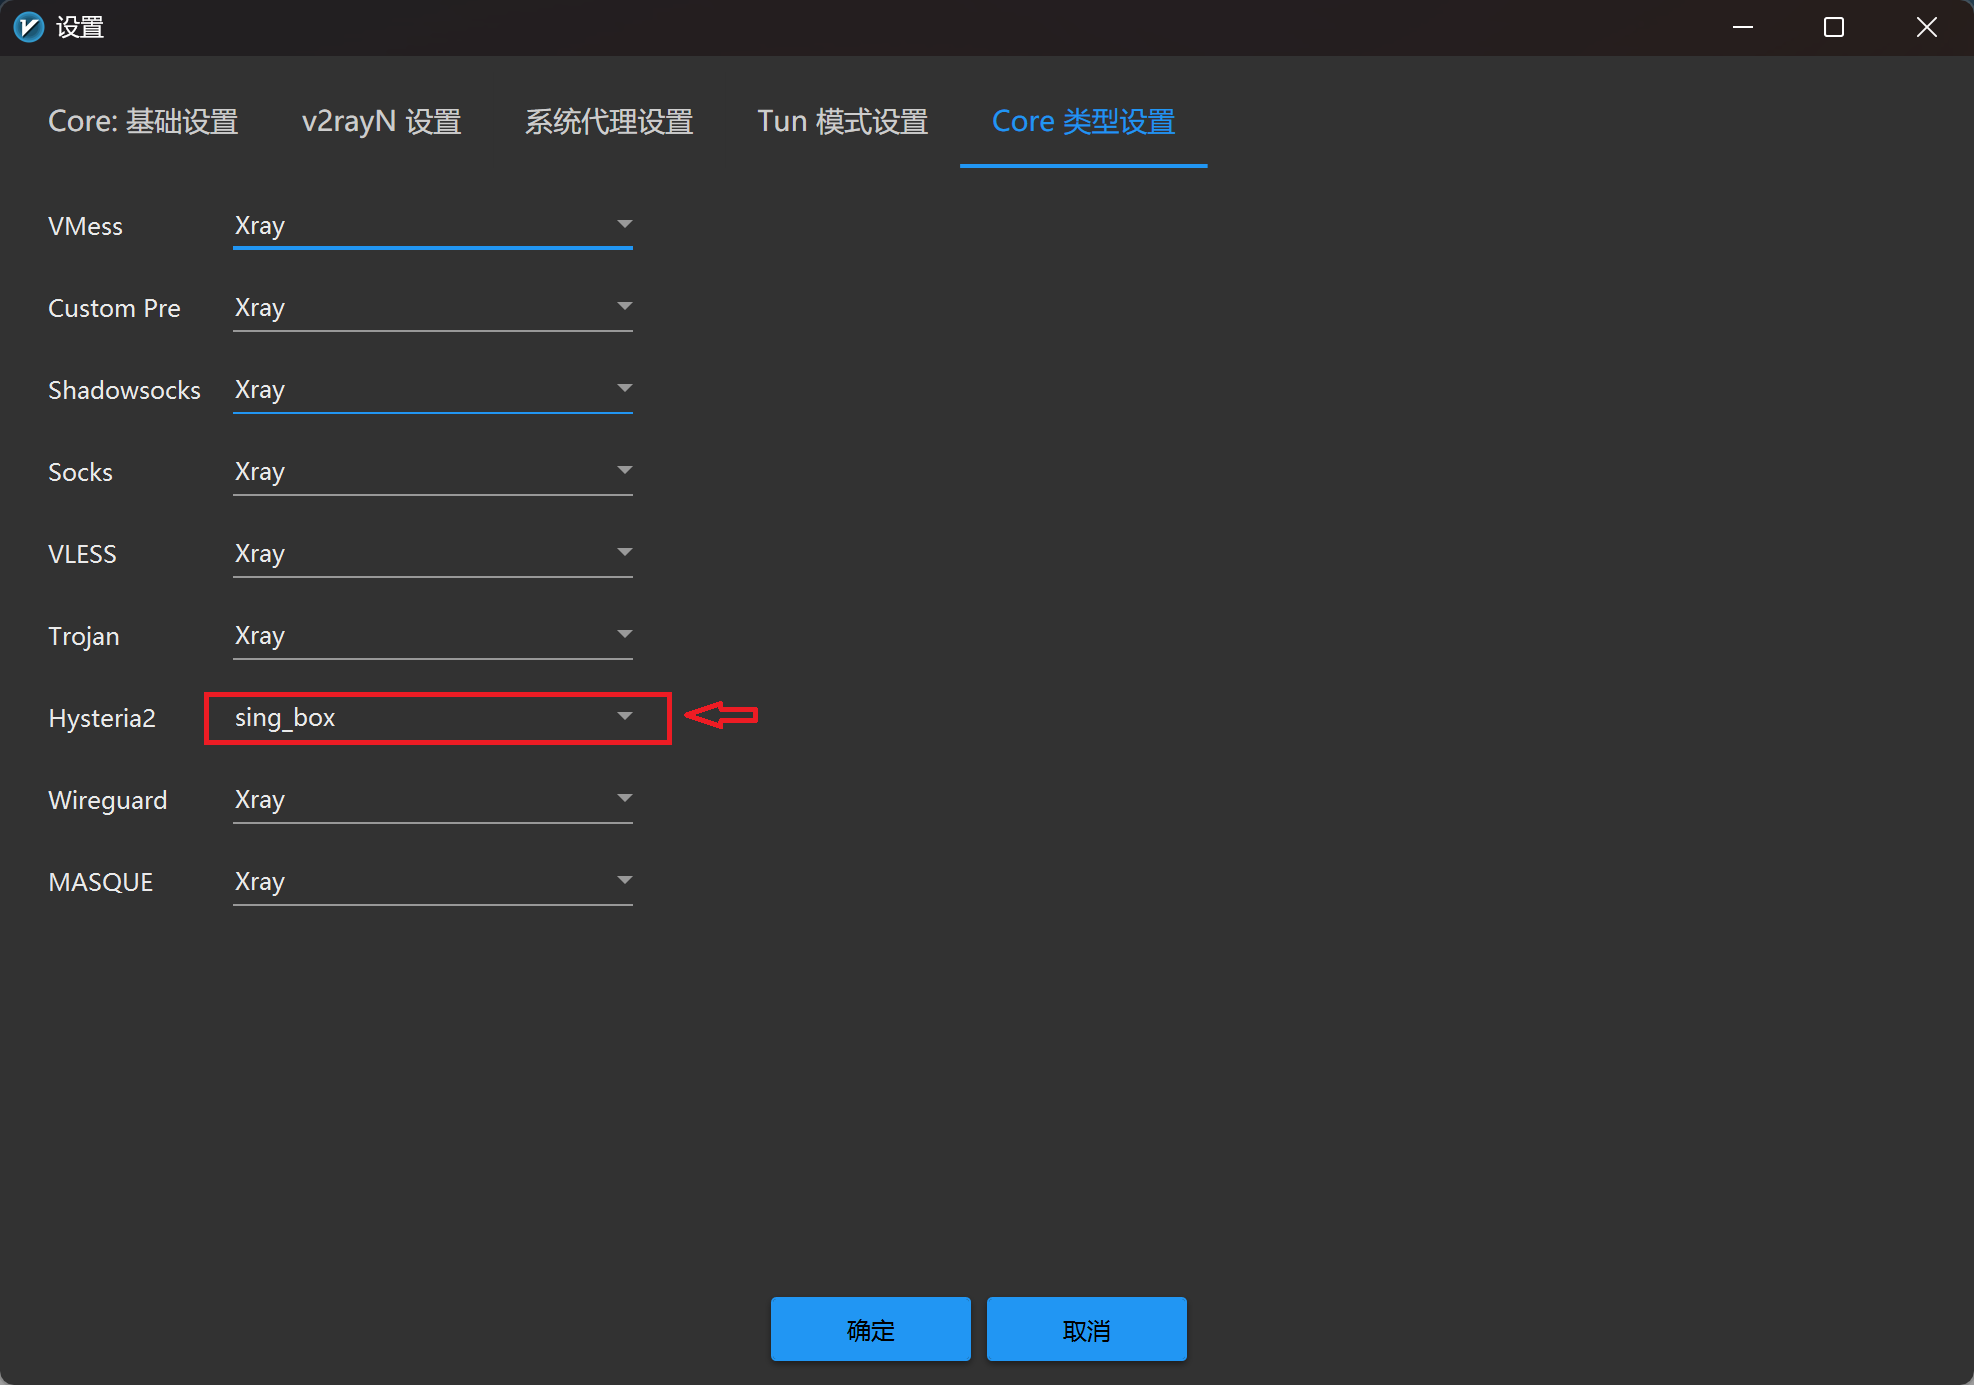 设置
Core: 基础设置 v2rayN 设置 系统代理设置 Tun 模式设置 Core 类型设置
VMess Xray
Custom Pre Xray
Shadowsocks Xray
Socks Xray
VLESS Xray
Trojan Xray
Hysteria2 sing_box
Wireguard Xray
MASQUE Xray
确定 取消